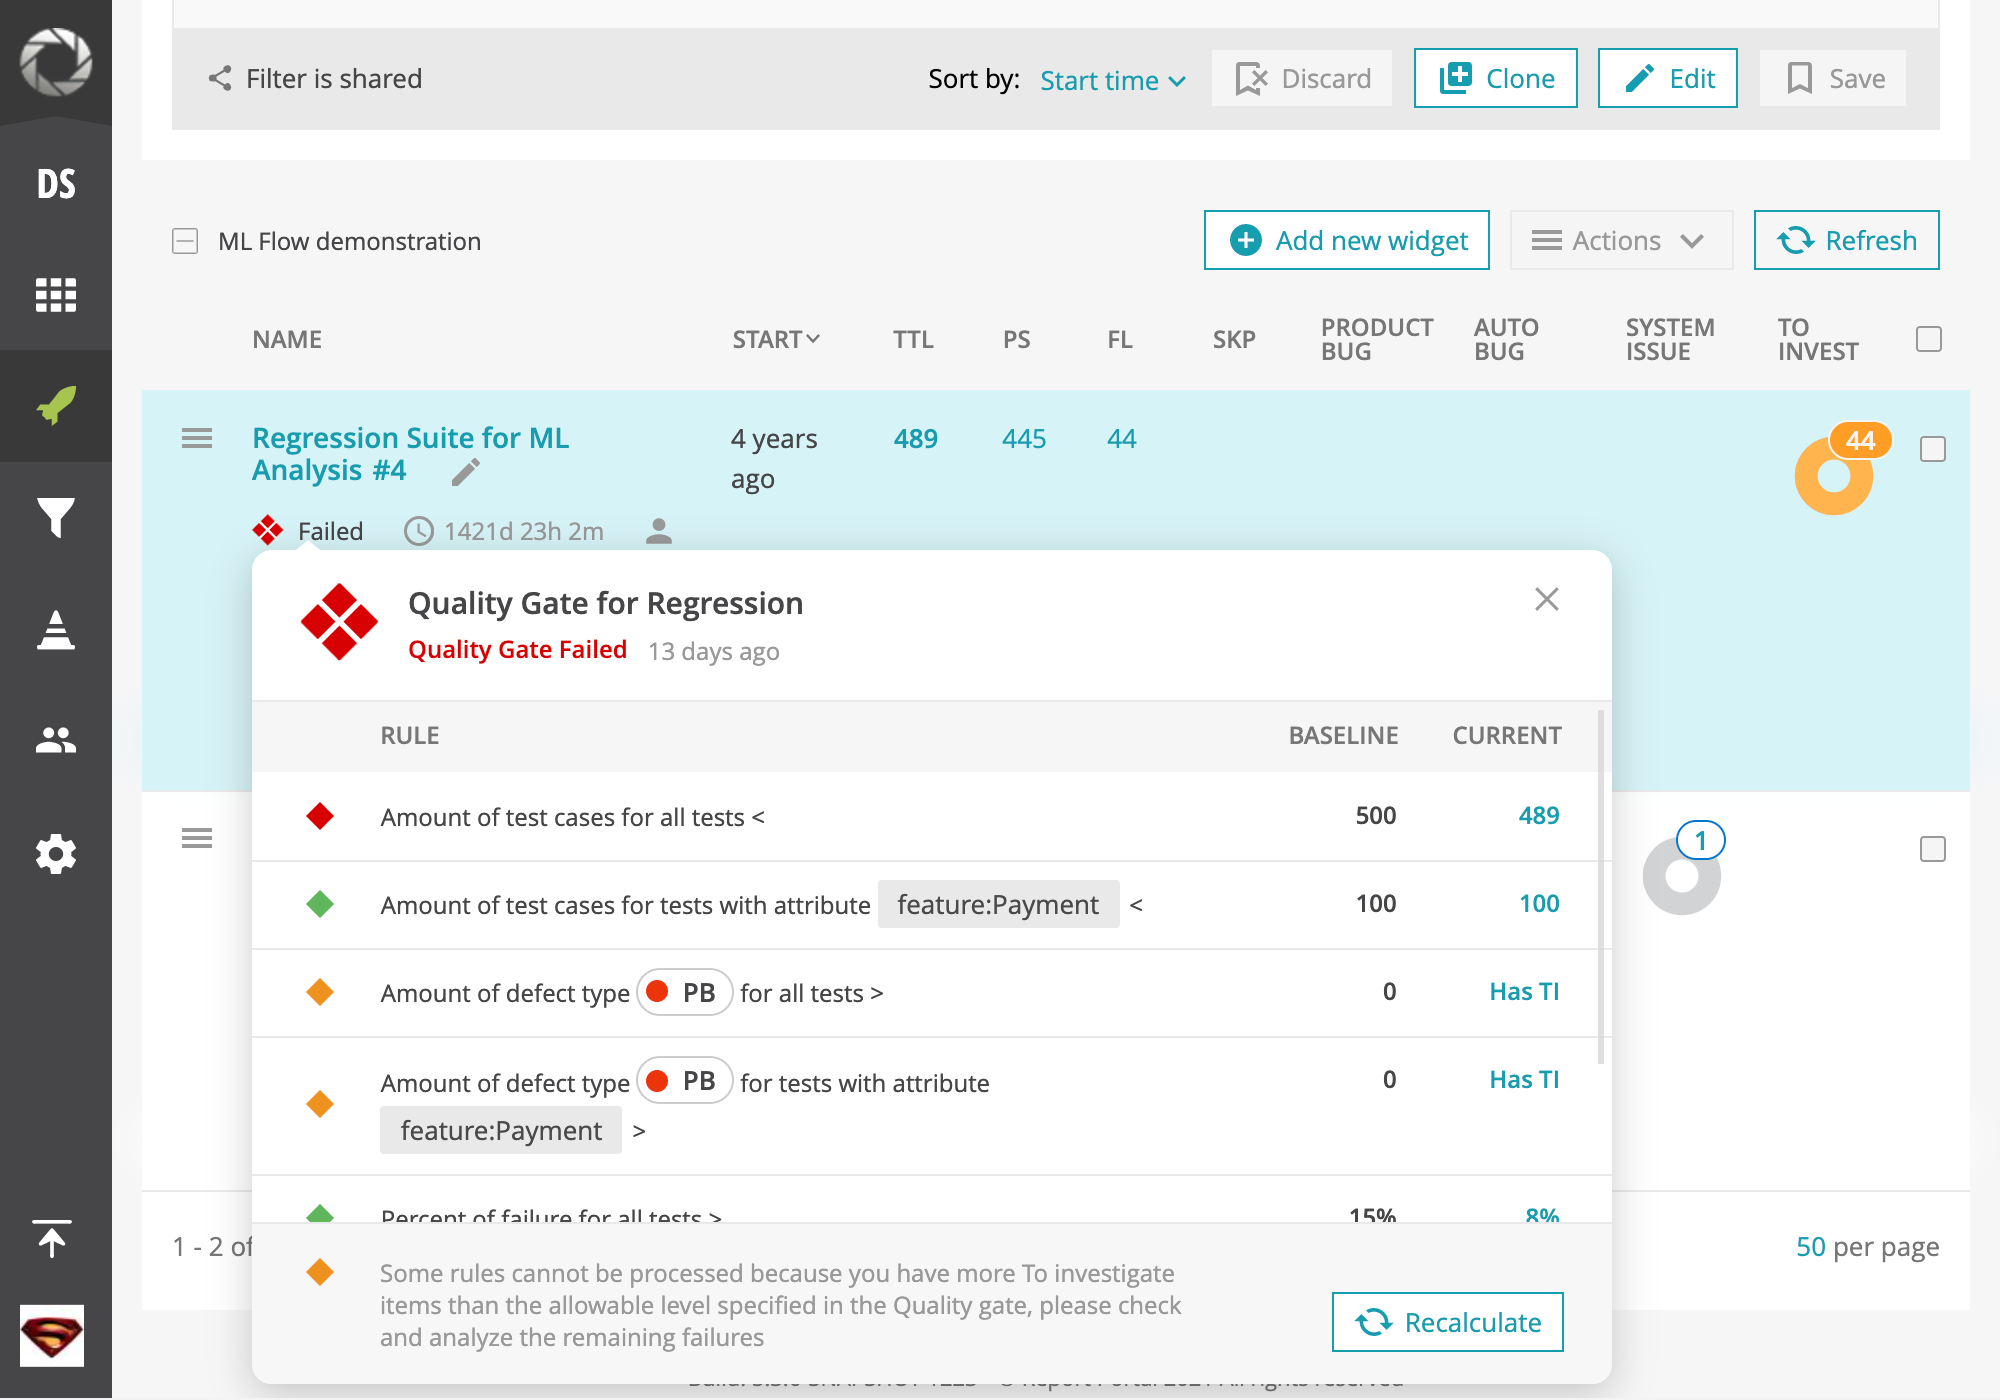 Filter is shared
Sort by: Start time
Discard
Clone
Edit
Save
DS
ML Flow demonstration
Add new widget
Actions
Refresh
NAME START TTL PS FL SKP PRODUCT BUG AUTO BUG SYSTEM ISSUE TO INVEST
Regression Suite for ML
Analysis #4
4 years
ago
489 445 44
44
Failed 1421d 23h 2m
Quality Gate for Regression
Quality Gate Failed 13 days ago
RULE BASELINE CURRENT
Amount of test cases for all tests < 500 489
Amount of test cases for tests with attribute feature:Payment < 100 100
Amount of defect type PB for all tests > 0 Has TI
Amount of defect type PB for tests with attribute 0 Has TI
feature:Payment >
Percent of failure for all tests > 15% 8%
1
Some rules cannot be processed because you have more To investigate
items than the allowable level specified in the Quality gate, please check
and analyze the remaining failures
Recalculate
1 - 2 of
50 per page